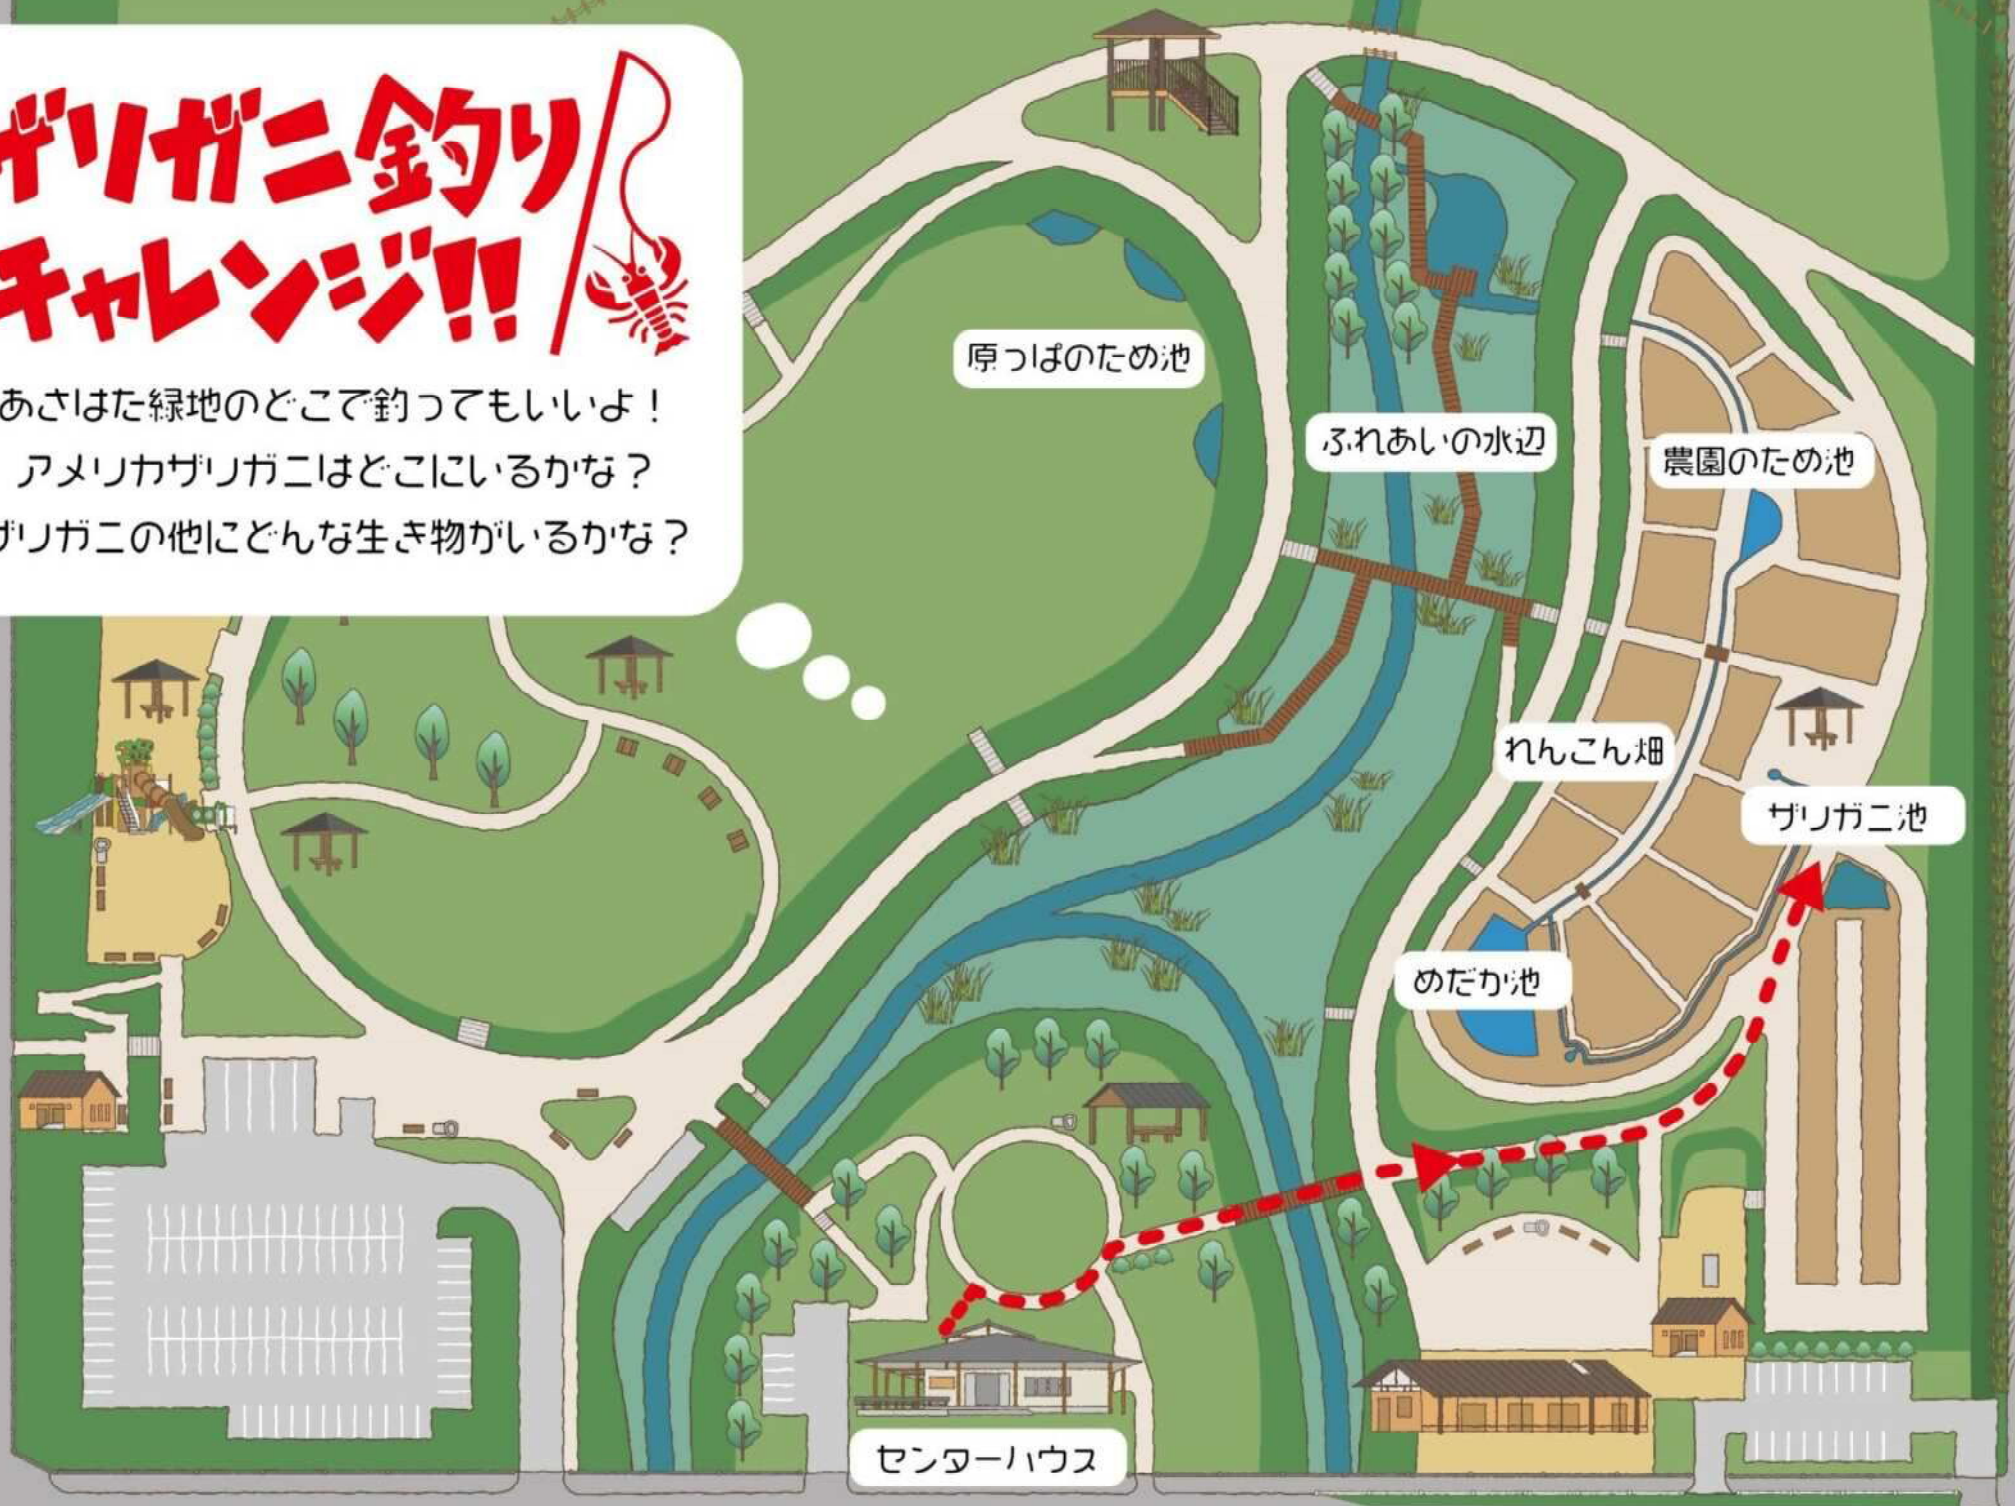 ザリガニ釣り
チャレンジ!!
あさはた緑地のどこで釣ってもいいよ！
アメリカザリガニはどこにいるかな？
ザリガニの他にどんな生き物がいるかな？
原っぱのため池
ふれあいの水辺
農園のため池
れんこん畑
ザリガニ池
めだか池
センターハウス